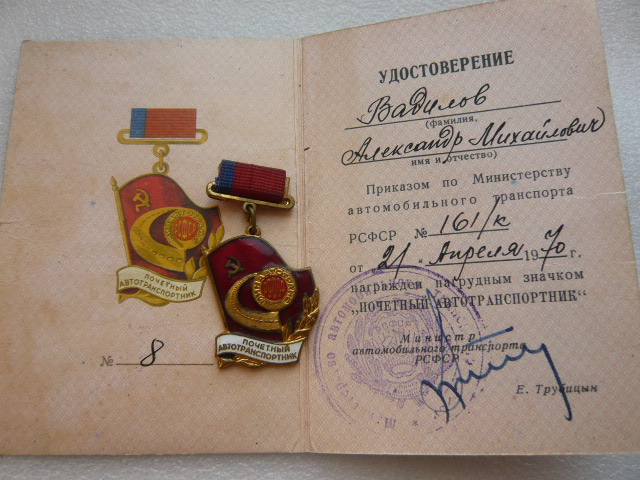 ПОЧЕТНЫЙ
АВТОТРАНСПОРТНИК
№ 8
ПОЧЕТНЫЙ
АВТОТРАНСПОРТНИК
УДОСТОВЕРЕНИЕ
Вадилов
(фамилия,
Александр Михайлович
имя и отчество)
Приказом по Министерству
автомобильного транспорта
РСФСР № 161/к
от „21" Апреля 1970 г.
награжден нагрудным значком
„ПОЧЕТНЫЙ АВТОТРАНСПОРТНИК"
Министр
автомобильного транспорта
РСФСР
Е. Трубицын